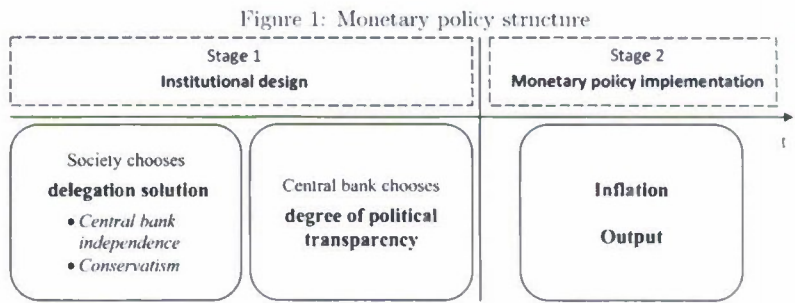 Figure 1: Monetary policy structure
Stage 1
Institutional design
Stage 2
Monetary policy implementation
t
Society chooses
delegation solution
• Central bank
independence
• Conservatism
Central bank chooses
degree of political
transparency
Inflation
Output